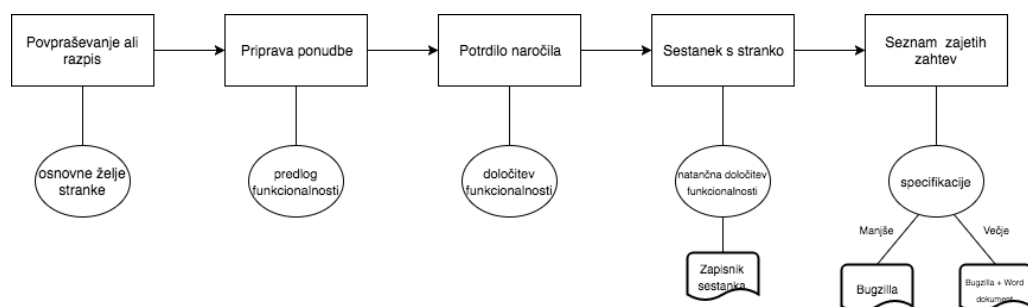 Povpraševanje ali
razpis
Priprava ponudbe
Potrdilo naročila
Sestanek s stranko
Seznam zajetih
zahtev
osnovne želje
stranke
predlog
funkcionalnosti
določitev
funkcionalnosti
natančna določitev
funkcionalnosti
specifikacije
Manjše
Večje
Zapisnik
sestanka
Bugzilla
Bugzilla + Word
dokument